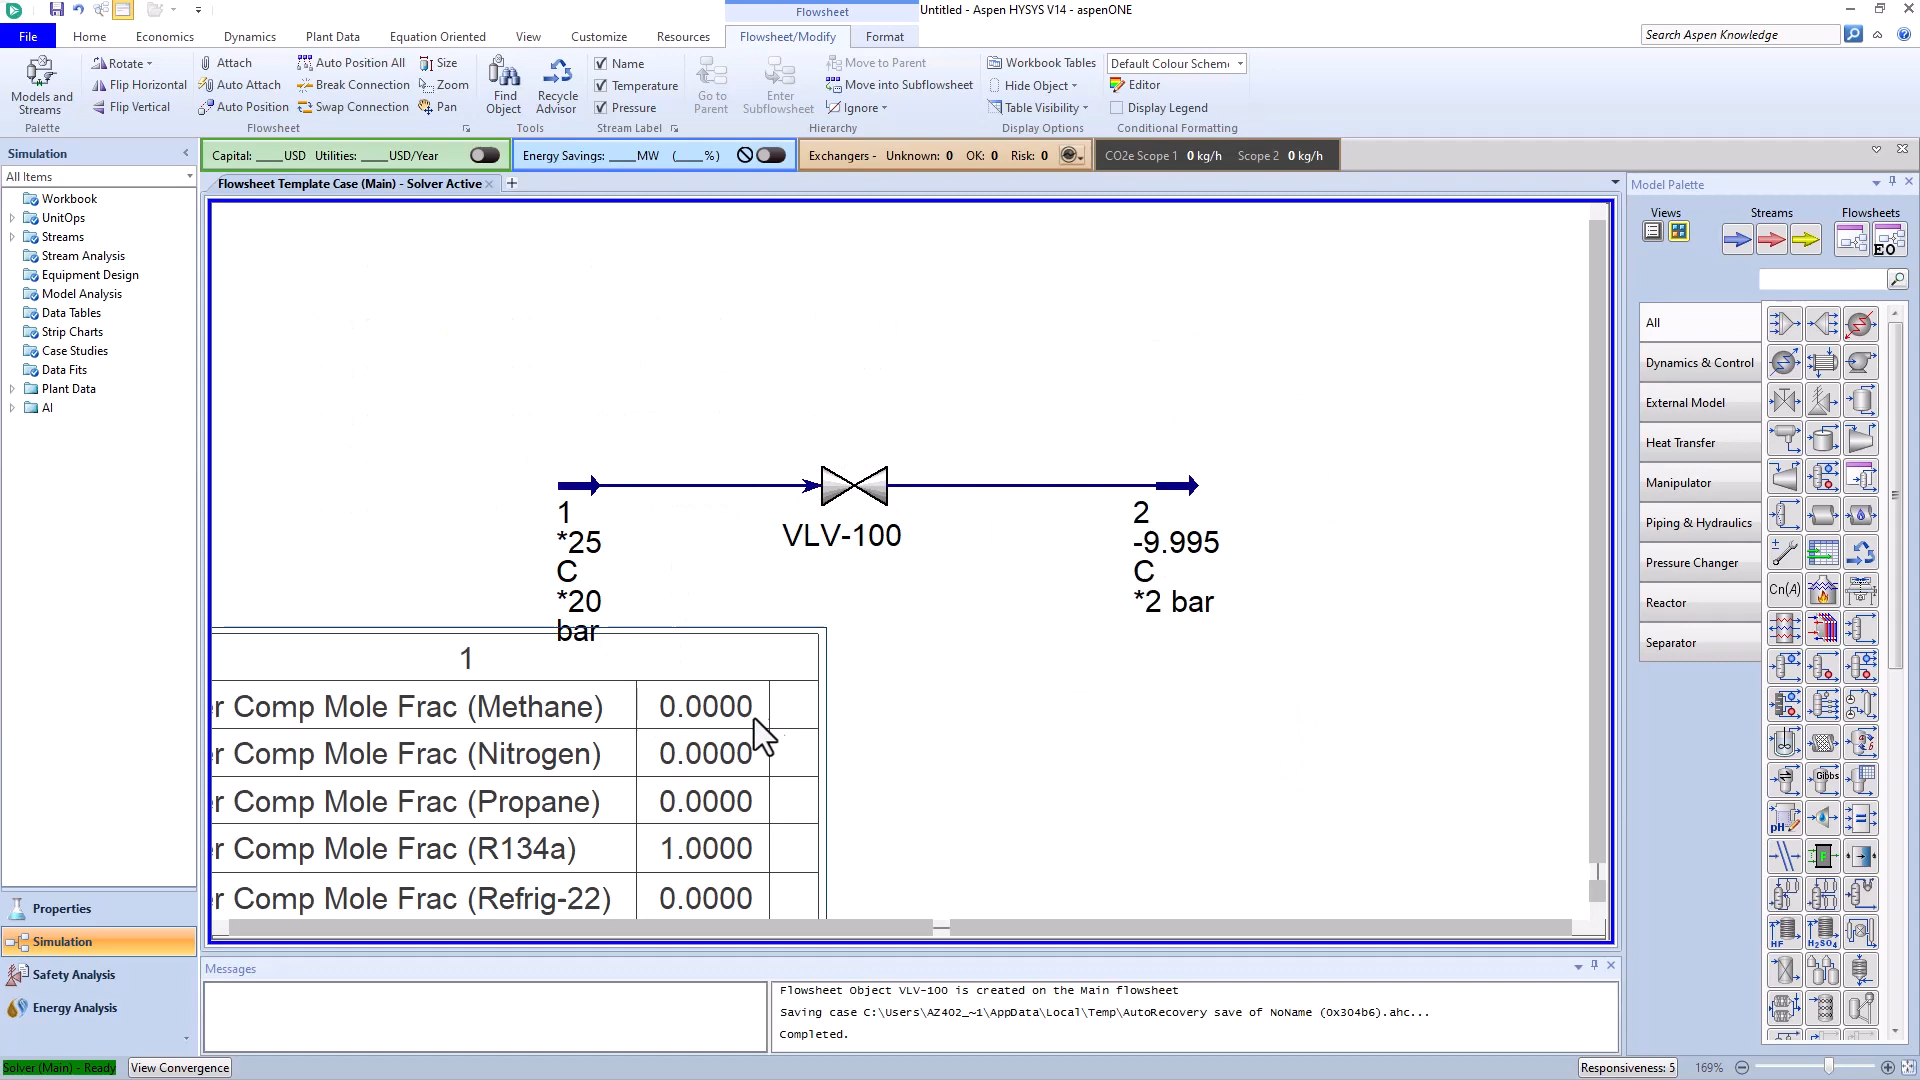 Flowsheet
Untitled - Aspen HYSYS V14 - aspenONE
File
Home
Economics
Dynamics
Plant Data
Equation Oriented
View
Customize
Resources
Flowsheet/Modify
Format
Search Aspen Knowledge
Models and Streams
Palette
Rotate
Flip Horizontal
Flip Vertical
Attach
Auto Attach
Auto Position
Auto Position All
Break Connection
Swap Connection
Size
Zoom
Pan
Flowsheet
Find Object
Recycle Advisor
Tools
Name
Temperature
Pressure
Stream Label
Go to Parent
Enter Subflowsheet
Move to Parent
Move into Subflowsheet
Ignore
Hierarchy
Workbook Tables
Hide Object
Table Visibility
Display Options
Default Colour Scheme
Editor
Display Legend
Conditional Formatting
Capital: ____USD Utilities: ____USD/Year
Energy Savings: ____MW (____%)
Exchangers - Unknown: 0 OK: 0 Risk: 0
CO2e Scope 1 0 kg/h Scope 2 0 kg/h
Simulation
All Items
Workbook
UnitOps
Streams
Stream Analysis
Equipment Design
Model Analysis
Data Tables
Strip Charts
Case Studies
Data Fits
Plant Data
AI
Properties
Simulation
Safety Analysis
Energy Analysis
Flowsheet Template Case (Main) - Solver Active
1
*25
C
*20
bar
VLV-100
2
-9.995
C
*2 bar
1
er Comp Mole Frac (Methane) 0.0000
er Comp Mole Frac (Nitrogen) 0.0000
er Comp Mole Frac (Propane) 0.0000
er Comp Mole Frac (R134a) 1.0000
er Comp Mole Frac (Refrig-22) 0.0000
Model Palette
Views
Streams
Flowsheets
EO
All
Dynamics & Control
External Model
Heat Transfer
Manipulator
Piping & Hydraulics
Pressure Changer
Reactor
Separator
Cn(A)
Gibbs
pH
HF
H₂SO₄
Messages
Flowsheet Object VLV-100 is created on the Main flowsheet
Saving case C:\Users\AZ402_~1\AppData\Local\Temp\AutoRecovery save of NoName (0x304b6).ahc...
Completed.
Solver (Main) - Ready
View Convergence
Responsiveness: 5
169%